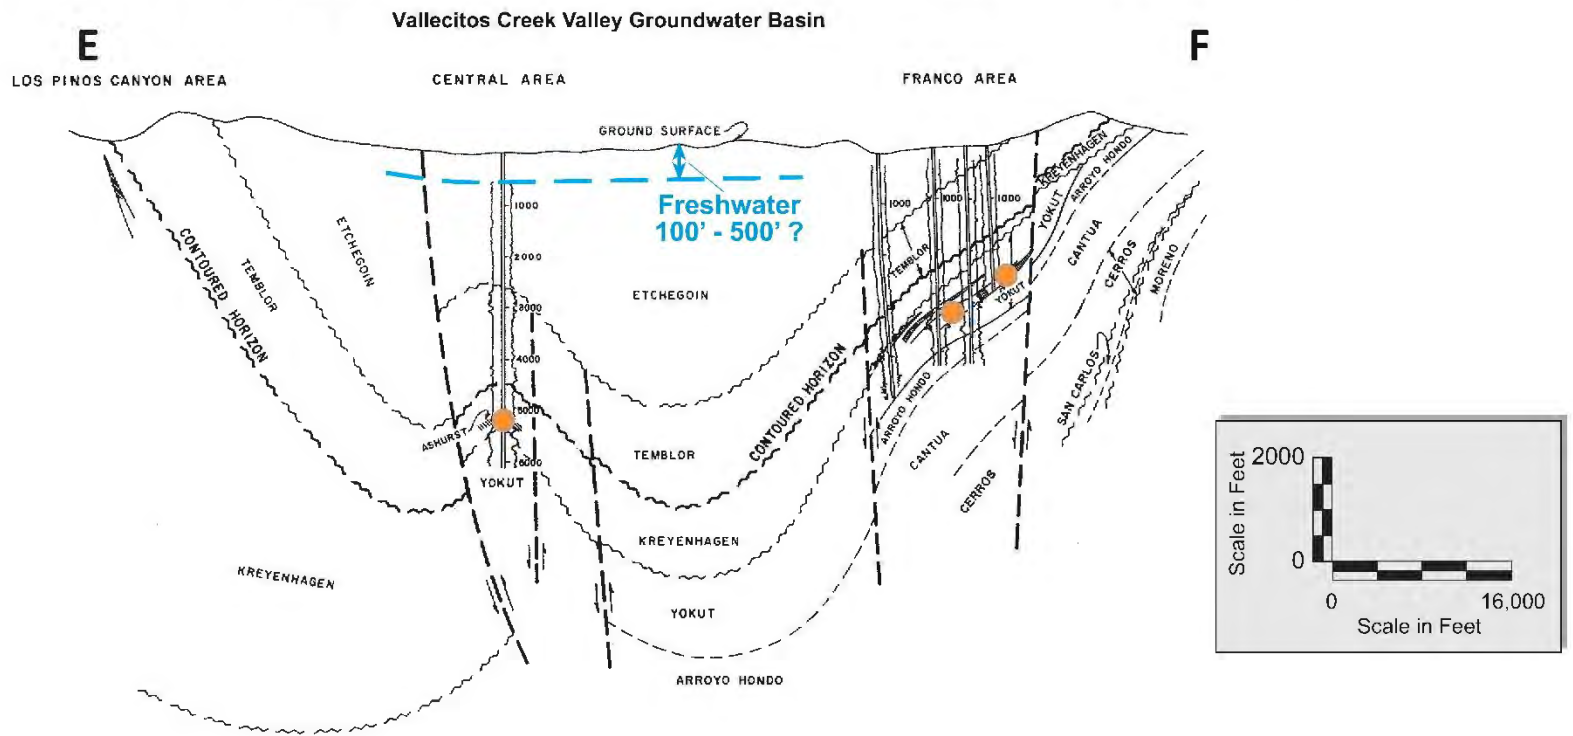 Vallecitos Creek Valley Groundwater Basin
E
F
LOS PINOS CANYON AREA
CENTRAL AREA
FRANCO AREA
GROUND SURFACE
Freshwater
100' - 500' ?
1000
2000
3000
4000
5000
6000
1000
1000
1000
CONTOURED HORIZON
TEMBLOR
ETCHEGOIN
ETCHEGOIN
TEMBLOR
KREYENHAGEN
YOKUT
ARROYO HONDO
CANTUA
CERROS
MORENO
YOKUT
CONTOURED HORIZON
ARROYO HONDO
SAN CARLOS
ASHURST
YOKUT
TEMBLOR
CANTUA
CERROS
KREYENHAGEN
KREYENHAGEN
YOKUT
ARROYO HONDO
2000
Scale in Feet
0
0
16,000
Scale in Feet